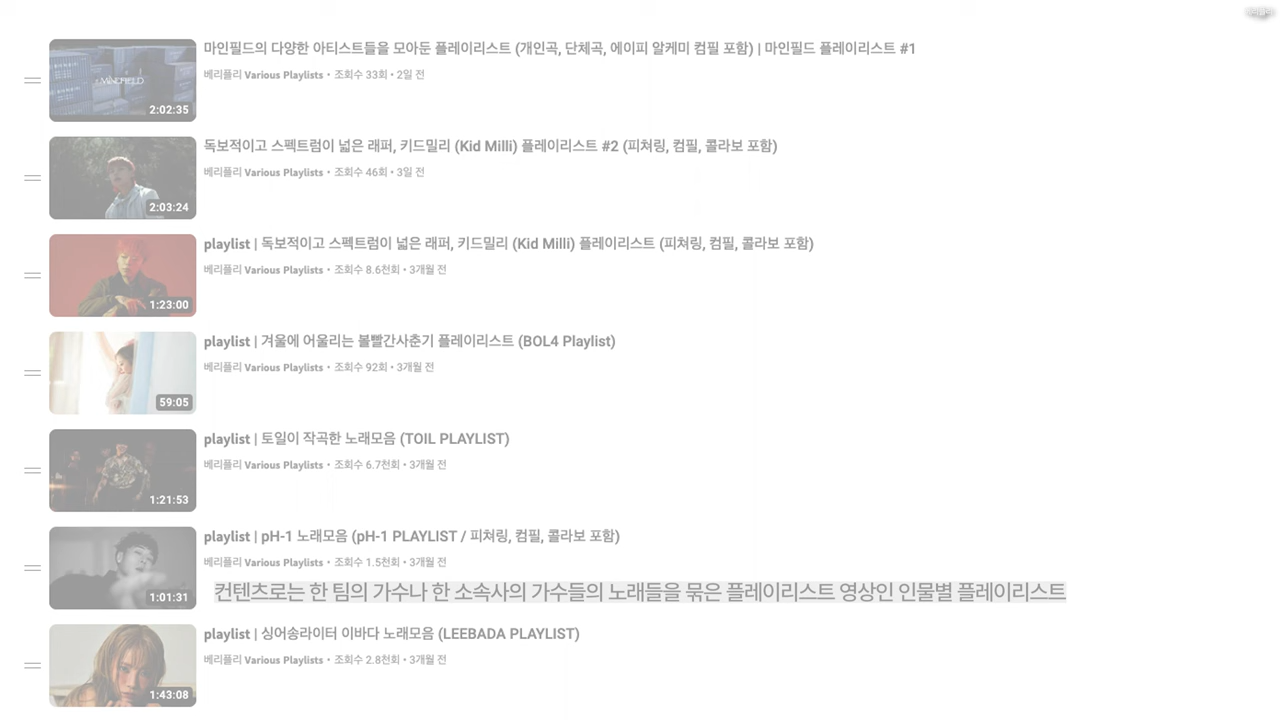 마인필드의 다양한 아티스트들을 모아둔 플레이리스트 (개인곡, 단체곡, 에이피 알케미 컴필 포함) | 마인필드 플레이리스트 #1
베리플리 Various Playlists • 조회수 33회 • 2일 전
MINDFIELD
2:02:35
독보적이고 스펙트럼이 넓은 래퍼, 키드밀리 (Kid Milli) 플레이리스트 #2 (피쳐링, 컴필, 콜라보 포함)
베리플리 Various Playlists • 조회수 46회 • 3일 전
2:03:24
playlist | 독보적이고 스펙트럼이 넓은 래퍼, 키드밀리 (Kid Milli) 플레이리스트 (피쳐링, 컴필, 콜라보 포함)
베리플리 Various Playlists • 조회수 8.6천회 • 3개월 전
1:23:00
playlist | 겨울에 어울리는 볼빨간사춘기 플레이리스트 (BOL4 Playlist)
베리플리 Various Playlists • 조회수 92회 • 3개월 전
59:05
playlist | 토일이 작곡한 노래모음 (TOIL PLAYLIST)
베리플리 Various Playlists • 조회수 6.7천회 • 3개월 전
1:21:53
playlist | pH-1 노래모음 (pH-1 PLAYLIST / 피쳐링, 컴필, 콜라보 포함)
베리플리 Various Playlists • 조회수 1.5천회 • 3개월 전
1:01:31
컨텐츠로는 한 팀의 가수나 한 소속사의 가수들의 노래들을 묶은 플레이리스트 영상인 인물별 플레이리스트
playlist | 싱어송라이터 이바다 노래모음 (LEEBADA PLAYLIST)
베리플리 Various Playlists • 조회수 2.8천회 • 3개월 전
1:43:08